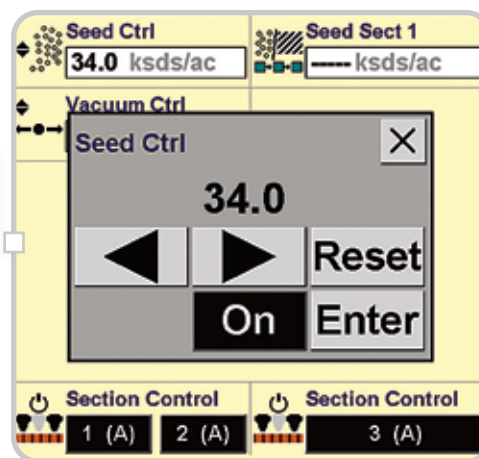 Seed Ctrl
34.0 ksds/ac
Seed Sect 1
----- ksds/ac
Vacuum Ctrl
Seed Ctrl
34.0
Reset
On
Enter
Section Control
1 (A) 2 (A)
Section Control
3 (A)